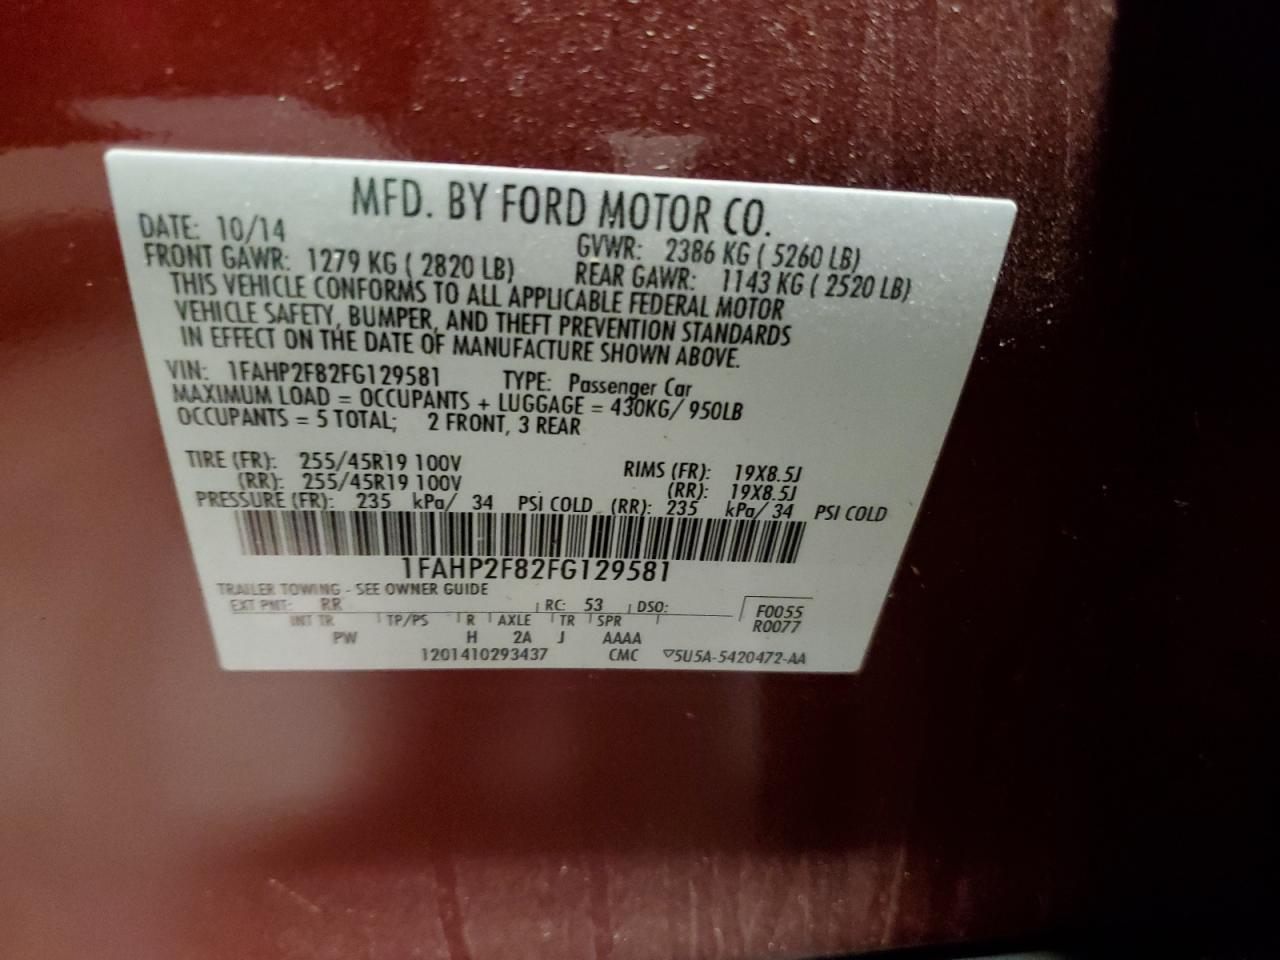 MFD. BY FORD MOTOR CO.
DATE: 10/14 GVWR: 2386 KG ( 5260 LB)
FRONT GAWR: 1279 KG ( 2820 LB) REAR GAWR: 1143 KG ( 2520 LB)
THIS VEHICLE CONFORMS TO ALL APPLICABLE FEDERAL MOTOR
VEHICLE SAFETY, BUMPER, AND THEFT PREVENTION STANDARDS
IN EFFECT ON THE DATE OF MANUFACTURE SHOWN ABOVE.
VIN: 1FAHP2F82FG129581 TYPE: Passenger Car
MAXIMUM LOAD = OCCUPANTS + LUGGAGE = 430KG/ 950LB
OCCUPANTS = 5 TOTAL; 2 FRONT, 3 REAR
TIRE (FR): 255/45R19 100V RIMS (FR): 19X8.5J
(RR): 255/45R19 100V (RR): 19X8.5J
PRESSURE (FR): 235 kPa/ 34 PSI COLD (RR): 235 kPa/ 34 PSI COLD
1FAHP2F82FG129581
TRAILER TOWING - SEE OWNER GUIDE
EXT PNT: RR RC: 53 DSO: F0055
INT TR TP/PS R AXLE TR SPR R0077
PW H 2A J AAAA
1201410293437 CMC ▽5U5A-5420472-AA